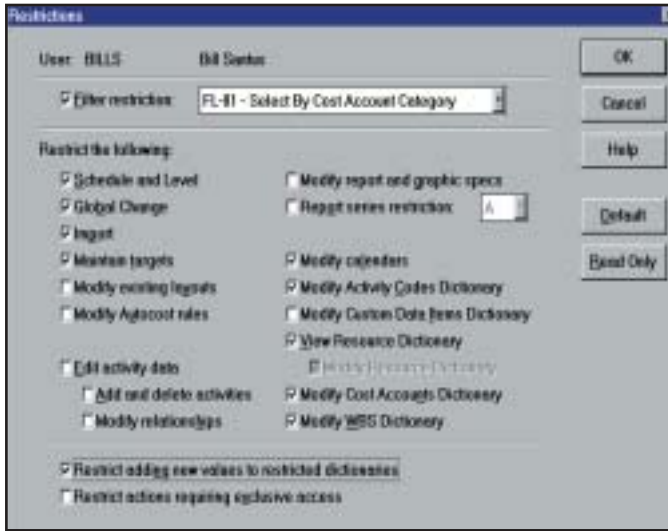 Restrictions
User: BILLS Bill Santus
OK
Filter restriction: FL-81 - Select By Cost Account Category
Cancel
Restrict the following:
Help
Schedule and Level
Modify report and graphic specs
Global Change
Report series restriction: A
Default
Import
Maintain targets
Modify calendars
Read Only
Modify existing layouts
Modify Activity Codes Dictionary
Modify Autocost rules
Modify Custom Data Items Dictionary
View Resource Dictionary
Edit activity data
Modify Resource Dictionary
Add and delete activities
Modify Cost Accounts Dictionary
Modify relationships
Modify WBS Dictionary
Restrict adding new values to restricted dictionaries
Restrict actions requiring exclusive access